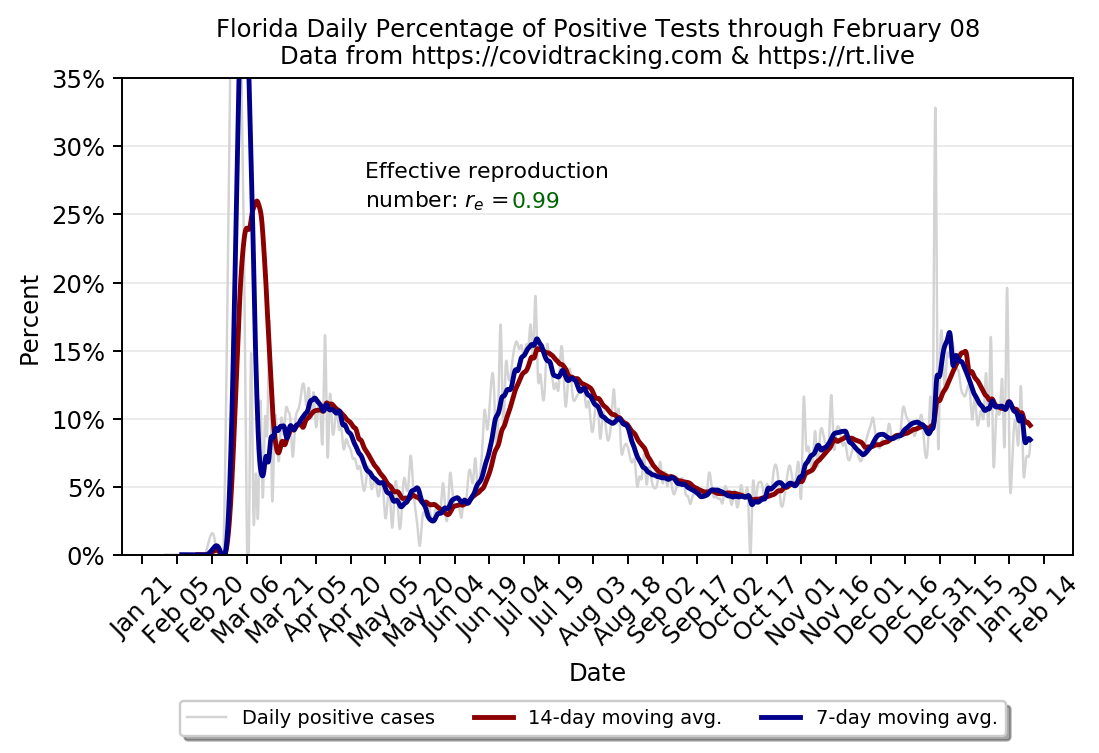 Florida Daily Percentage of Positive Tests through February 08
Data from https://covidtracking.com & https://rt.live
35%
30%
25%
20%
15%
10%
5%
0%
Percent
Effective reproduction
number: rₑ = 0.99
Jan 21
Feb 05
Feb 20
Mar 06
Mar 21
Apr 05
Apr 20
May 05
May 20
Jun 04
Jun 19
Jul 04
Jul 19
Aug 03
Aug 18
Sep 02
Sep 17
Oct 02
Oct 17
Nov 01
Nov 16
Dec 01
Dec 16
Dec 31
Jan 15
Jan 30
Feb 14
Date
Daily positive cases 14-day moving avg. 7-day moving avg.